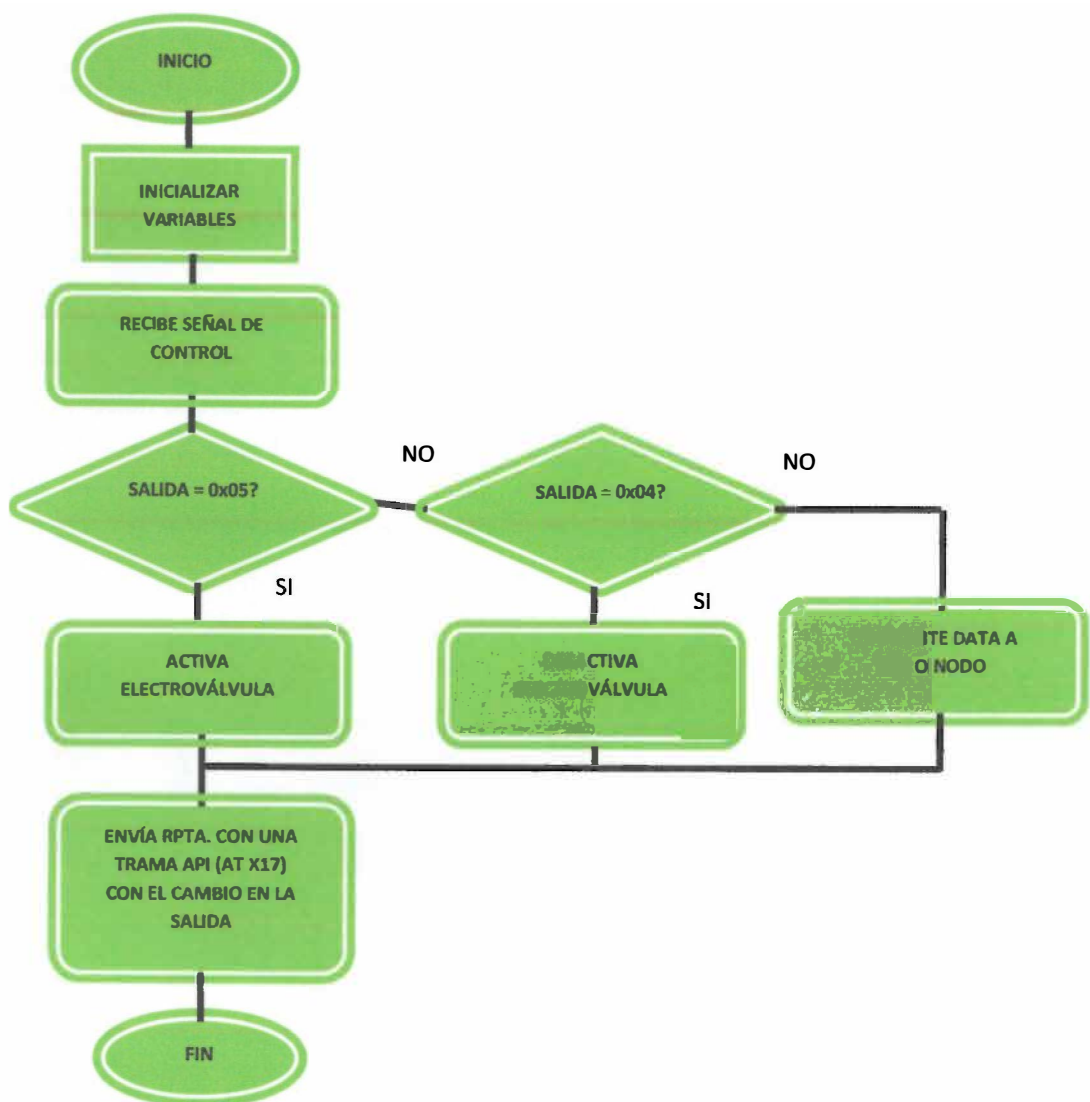 INICIO
INICIALIZAR
VARIABLES
RECIBE SEÑAL DE
CONTROL
SALIDA = 0x05?
NO
SALIDA = 0x04?
NO
SI
SI
ACTIVA
ELECTROVÁLVULA
CTIVA
VÁLVULA
ITE DATA A
O NODO
ENVÍA RPTA. CON UNA
TRAMA API (AT X17)
CON EL CAMBIO EN LA
SALIDA
FIN